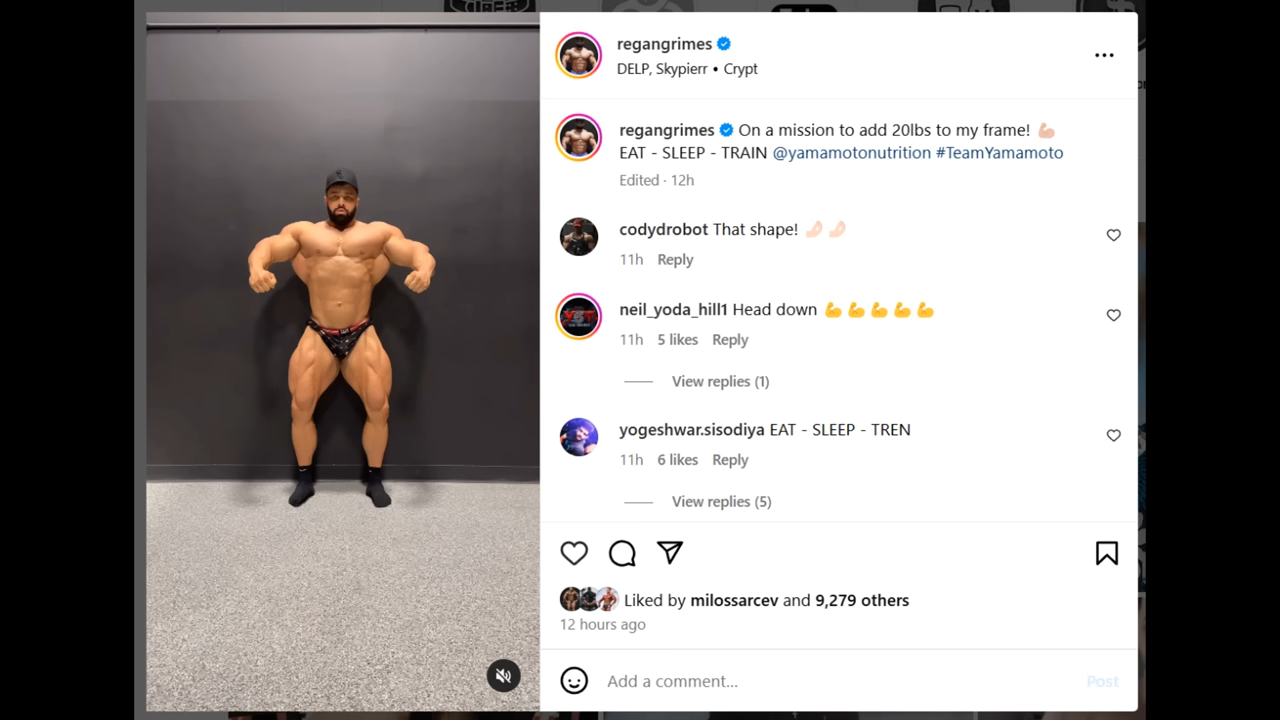 regangrimes
DELP, Skypierr • Crypt
regangrimes On a mission to add 20lbs to my frame! 💪🏻
EAT - SLEEP - TRAIN @yamamotonutrition #TeamYamamoto
Edited · 12h
codydrobot That shape! 🤌🏻🤌🏻
11h Reply
neil_yoda_hill1 Head down 💪💪💪💪💪
11h 5 likes Reply
View replies (1)
yogeshwar.sisodiya EAT - SLEEP - TREN
11h 6 likes Reply
View replies (5)
Liked by milossarcev and 9,279 others
12 hours ago
Add a comment...
Post